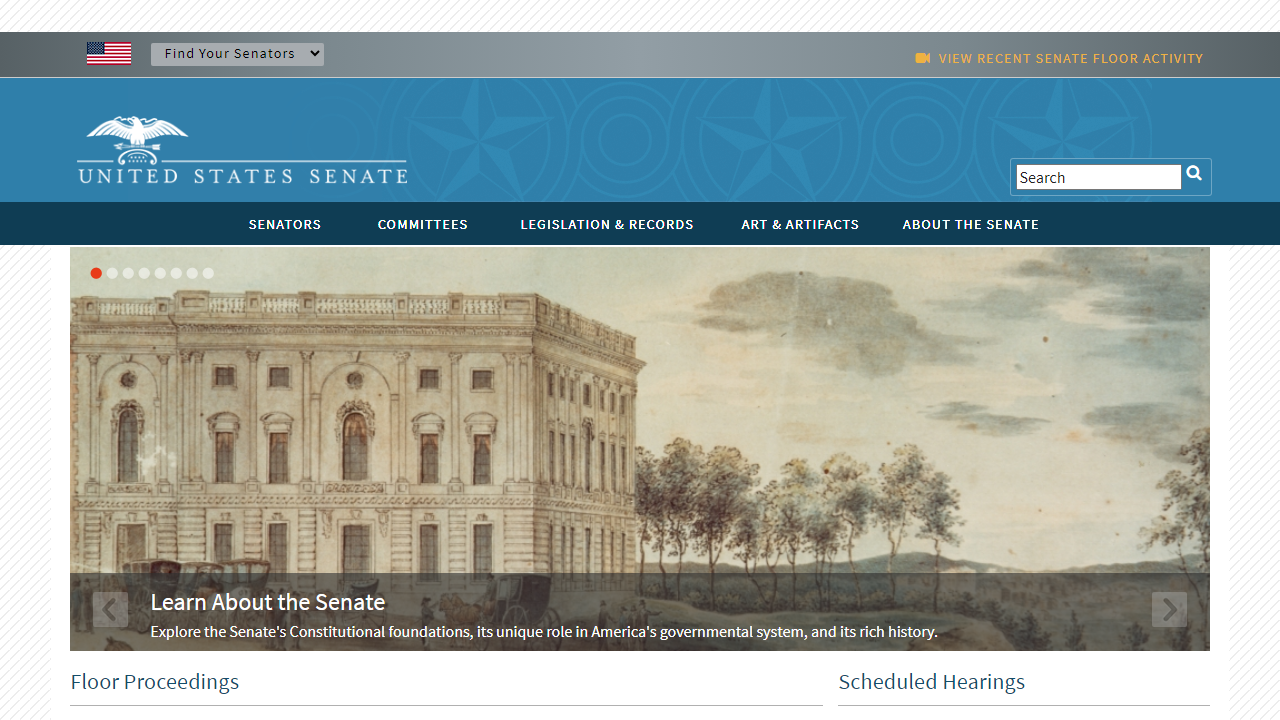 Find Your Senators
VIEW RECENT SENATE FLOOR ACTIVITY
UNITED STATES SENATE
Search
SENATORS COMMITTEES LEGISLATION & RECORDS ART & ARTIFACTS ABOUT THE SENATE
Learn About the Senate
Explore the Senate's Constitutional foundations, its unique role in America's governmental system, and its rich history.
Floor Proceedings
Scheduled Hearings